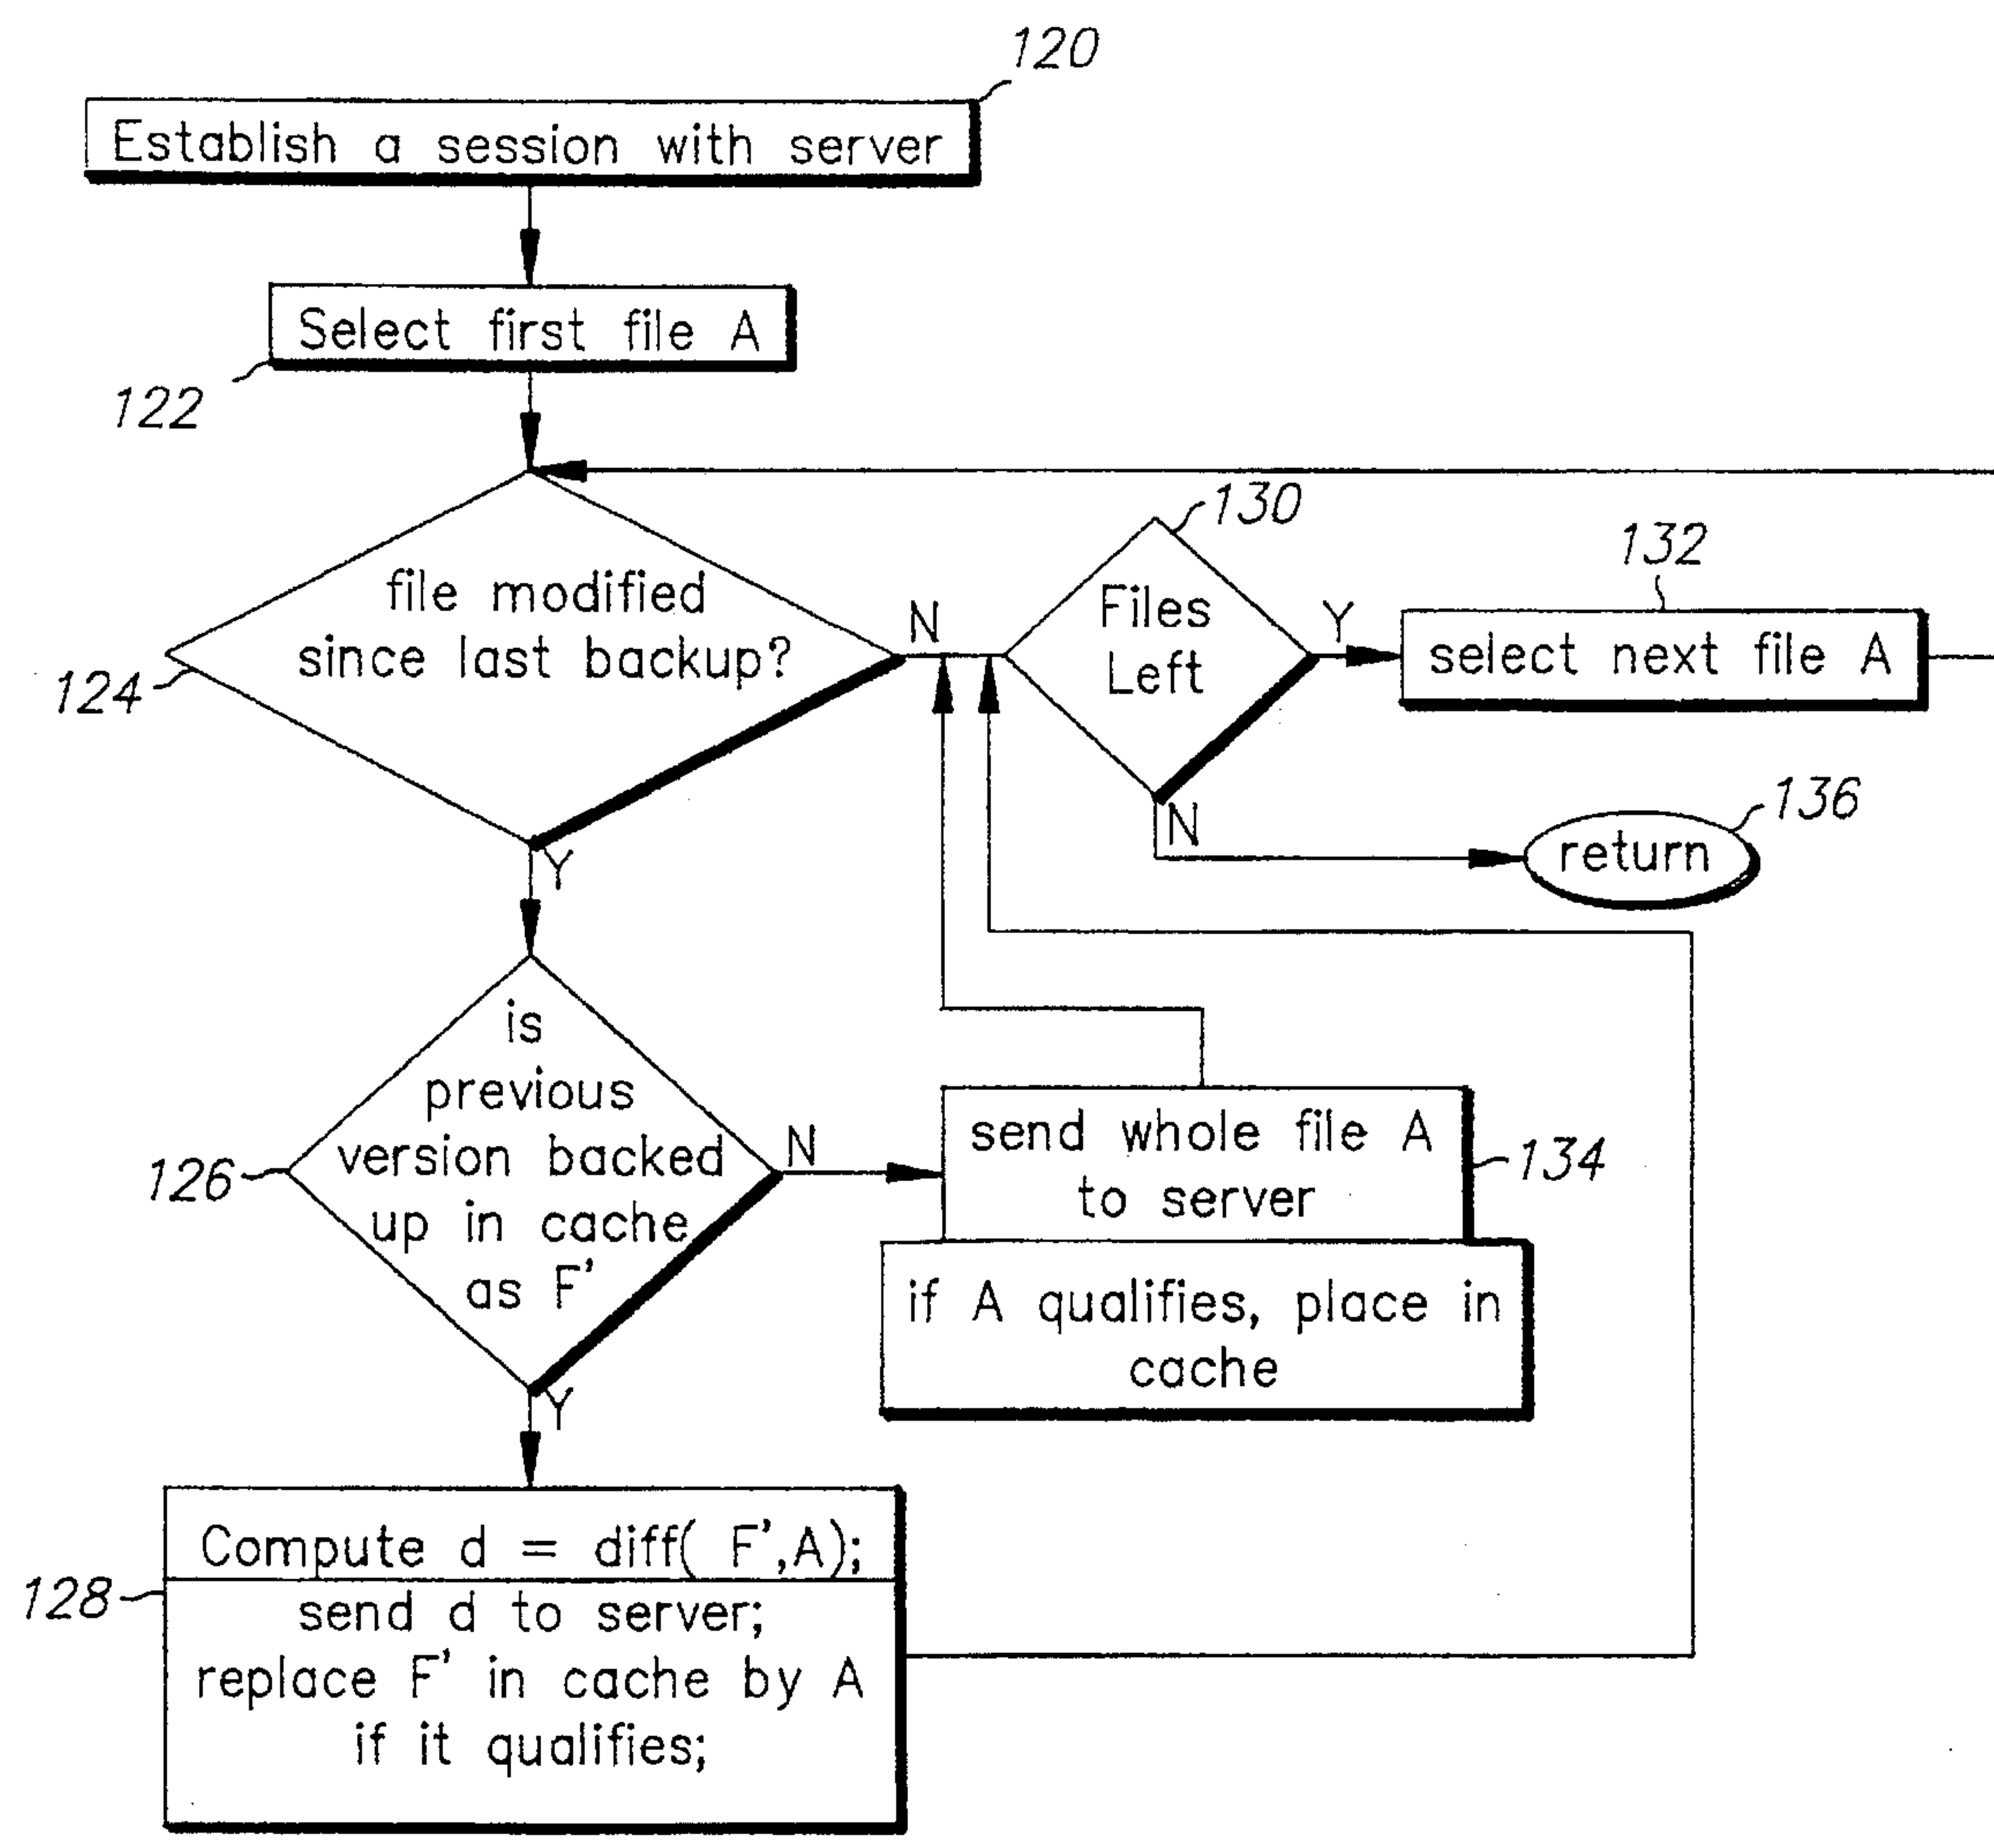 120
Establish a session with server
Select first file A
122
130
132
file modified
since last backup?
N
Files
Left
Y
select next file A
124
136
N
return
Y
is
previous
version backed
up in cache
as F'
126
N
send whole file A
to server
134
if A qualifies, place in
cache
Y
Compute d = diff( F',A);
128
send d to server;
replace F' in cache by A
if it qualifies;